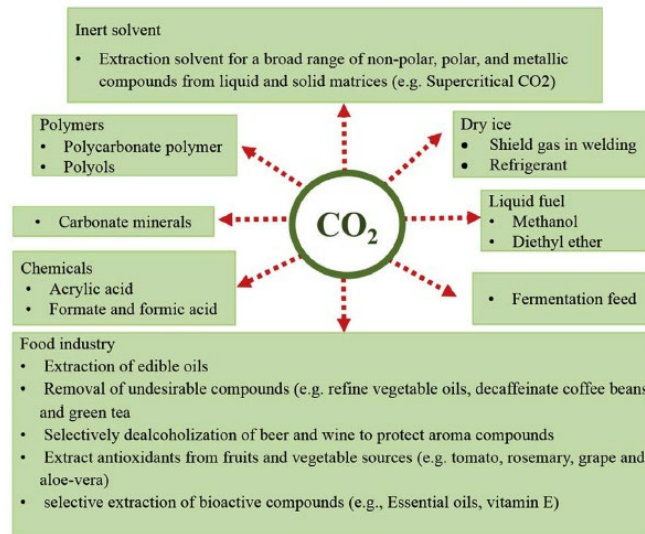 Inert solvent
• Extraction solvent for a broad range of non-polar, polar, and metallic
compounds from liquid and solid matrices (e.g. Supercritical CO2)
Polymers
• Polycarbonate polymer
• Polyols
Dry ice
• Shield gas in welding
• Refrigerant
• Carbonate minerals
CO₂
Liquid fuel
• Methanol
• Diethyl ether
Chemicals
• Acrylic acid
• Formate and formic acid
• Fermentation feed
Food industry
• Extraction of edible oils
• Removal of undesirable compounds (e.g. refine vegetable oils, decaffeinate coffee beans
and green tea
• Selectively dealcoholization of beer and wine to protect aroma compounds
• Extract antioxidants from fruits and vegetable sources (e.g. tomato, rosemary, grape and
aloe-vera)
• selective extraction of bioactive compounds (e.g., Essential oils, vitamin E)